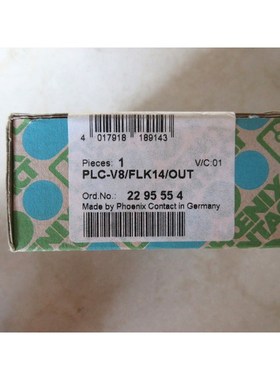 4 017918 189143
Pieces: 1 V/C:01
PLC-V8/FLK14/OUT
Ord.No.: 22 95 55 4
Made by Phoenix Contact in Germany